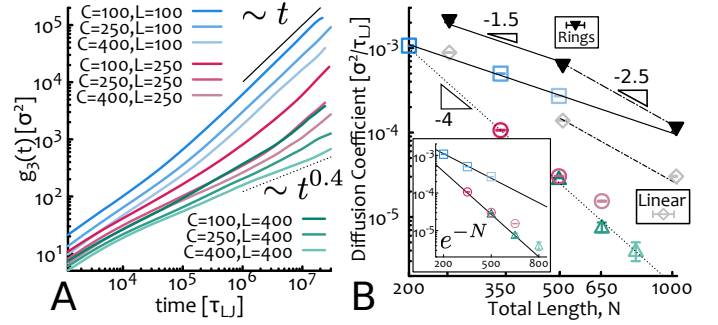 C=100,L=100
C=250,L=100
C=400,L=100
C=100,L=250
C=250,L=250
C=400,L=250
C=100,L=400
C=250,L=400
C=400,L=400
~ t
~ t^0.4
g₃(t) [σ²]
10⁵
10⁴
10³
10²
10¹
10⁴
10⁵
10⁶
10⁷
time [τLJ]
A
Diffusion Coefficient [σ²/τLJ]
10⁻³
10⁻⁴
10⁻⁵
-1.5
Rings
-2.5
-4
Linear
10⁻³
10⁻⁴
10⁻⁵
e⁻ᴺ
200
500
800
200
350
500
650
1000
Total Length, N
B